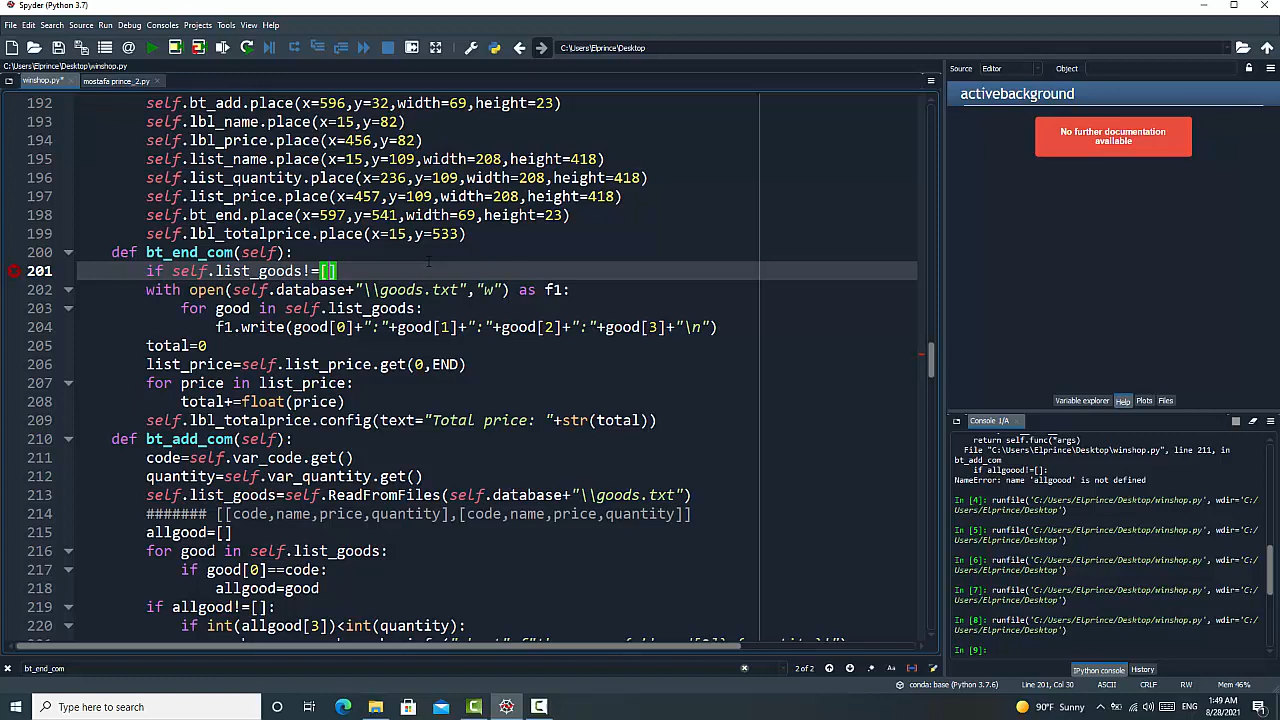 Spyder (Python 3.7)
File Edit Search Source Run Debug Consoles Projects Tools View Help
C:\Users\Elprince\Desktop
C:\Users\Elprince\Desktop\winshop.py
winshop.py* mostafa prince_2.py
192 self.bt_add.place(x=596,y=32,width=69,height=23)
193 self.lbl_name.place(x=15,y=82)
194 self.lbl_price.place(x=456,y=82)
195 self.list_name.place(x=15,y=109,width=208,height=418)
196 self.list_quantity.place(x=236,y=109,width=208,height=418)
197 self.list_price.place(x=457,y=109,width=208,height=418)
198 self.bt_end.place(x=597,y=541,width=69,height=23)
199 self.lbl_totalprice.place(x=15,y=533)
200 def bt_end_com(self):
201 if self.list_goods!=[]
202 with open(self.database+"\\goods.txt","w") as f1:
203 for good in self.list_goods:
204 f1.write(good[0]+":"+good[1]+":"+good[2]+":"+good[3]+"\n")
205 total=0
206 list_price=self.list_price.get(0,END)
207 for price in list_price:
208 total+=float(price)
209 self.lbl_totalprice.config(text="Total price: "+str(total))
210 def bt_add_com(self):
211 code=self.var_code.get()
212 quantity=self.var_quantity.get()
213 self.list_goods=self.ReadFromFiles(self.database+"\\goods.txt")
214 ####### [[code,name,price,quantity],[code,name,price,quantity]]
215 allgood=[]
216 for good in self.list_goods:
217 if good[0]==code:
218 allgood=good
219 if allgood!=[]:
220 if int(allgood[3])<int(quantity):
bt_end_com 2 of 2 Aa
Source Editor Object
activebackground
No further documentation
available
Variable explorer Help Plots Files
Console 1/A
return self.func(*args)
File "C:\Users\Elprince\Desktop\winshop.py", line 211, in
bt_add_com
if allgoood!=[]:
NameError: name 'allgoood' is not defined
In [4]: runfile('C:/Users/Elprince/Desktop/winshop.py', wdir='C:/
Users/Elprince/Desktop')
In [5]: runfile('C:/Users/Elprince/Desktop/winshop.py', wdir='C:/
Users/Elprince/Desktop')
In [6]: runfile('C:/Users/Elprince/Desktop/winshop.py', wdir='C:/
Users/Elprince/Desktop')
In [7]: runfile('C:/Users/Elprince/Desktop/winshop.py', wdir='C:/
Users/Elprince/Desktop')
In [8]: runfile('C:/Users/Elprince/Desktop/winshop.py', wdir='C:/
Users/Elprince/Desktop')
In [9]:
IPython console History
conda: base (Python 3.7.6) Line 201, Col 30 ASCII CRLF RW Mem 46%
Type here to search
90°F Sunny ENG
1:49 AM
8/28/2021